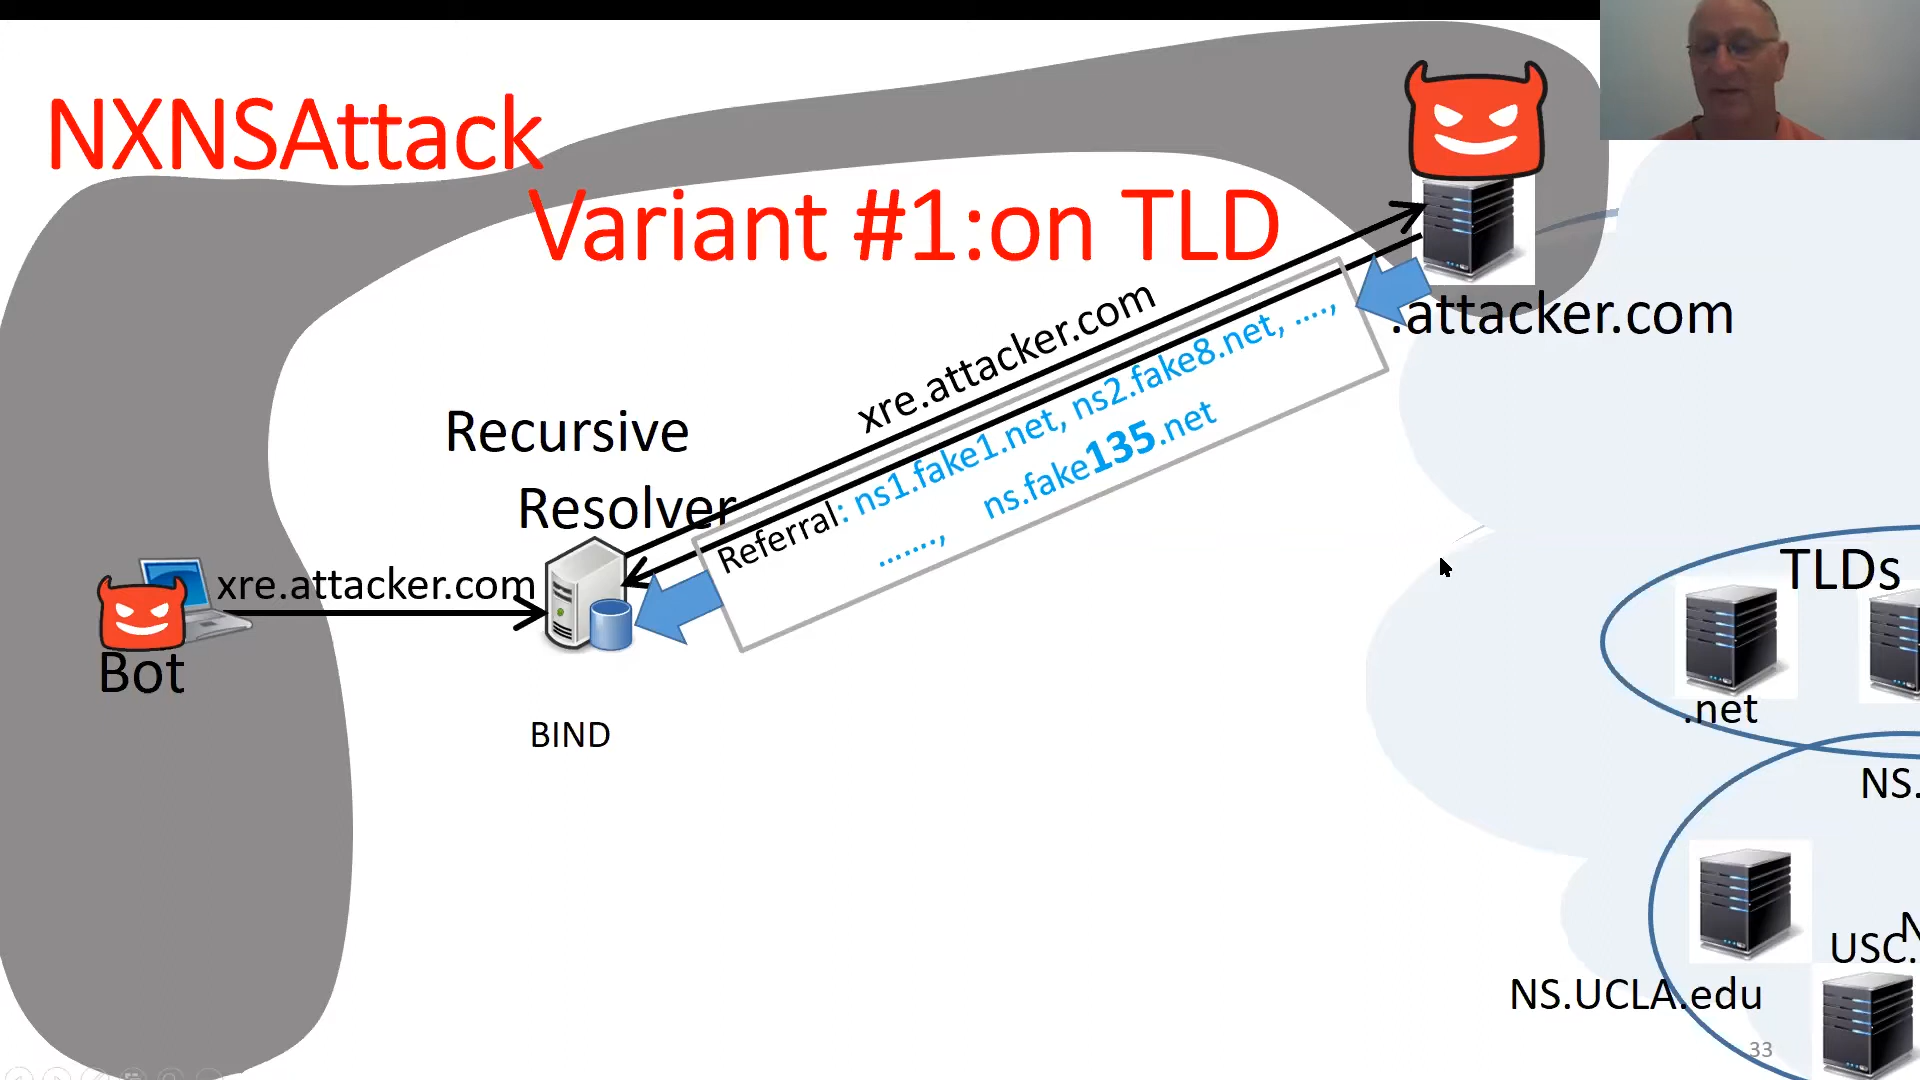 NXNSAttack
Variant #1:on TLD
.attacker.com
xre.attacker.com
Referral: ns1.fake1.net, ns2.fake8.net, ....,
......., ns.fake135.net
Recursive
Resolver
xre.attacker.com
Bot
BIND
TLDs
.net
NS.
USC.
N
NS.UCLA.edu
33